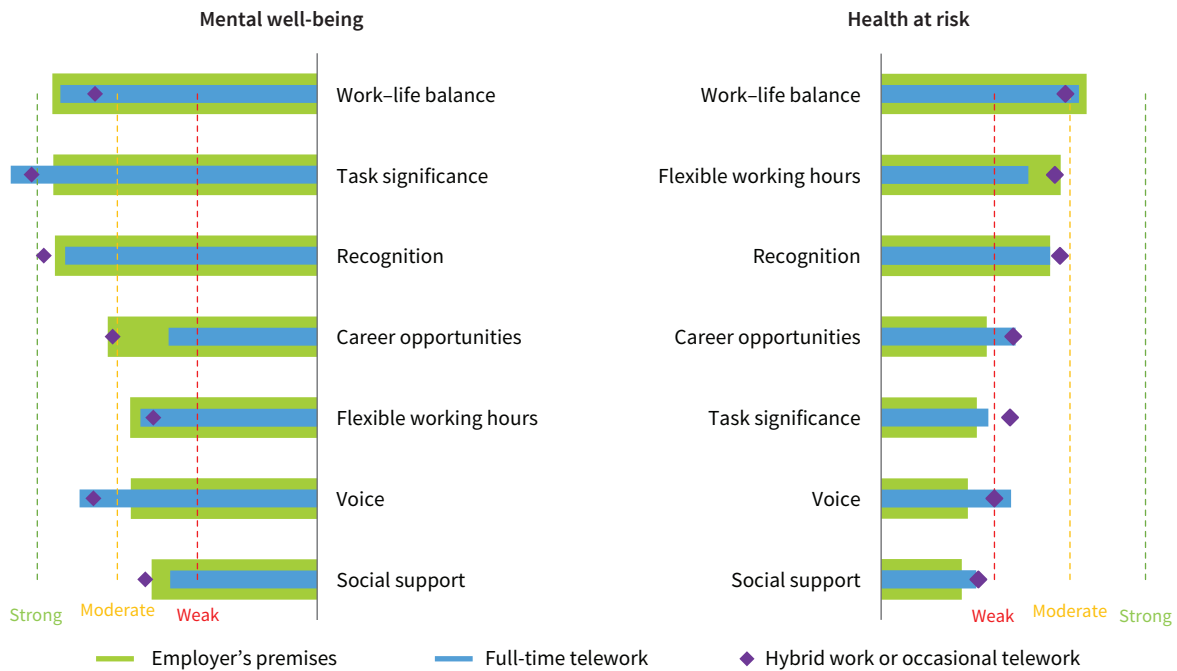 Mental well-being
Work–life balance
Task significance
Recognition
Career opportunities
Flexible working hours
Voice
Social support
Strong
Moderate
Weak
Health at risk
Work–life balance
Flexible working hours
Recognition
Career opportunities
Task significance
Voice
Social support
Weak
Moderate
Strong
Employer’s premises
Full-time telework
Hybrid work or occasional telework